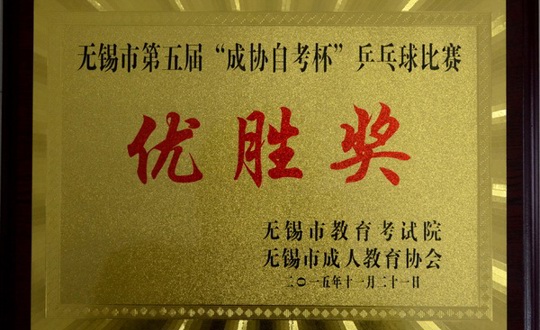 无锡市第五届“成协自考杯”乒乓球比赛
优胜奖
无锡市教育考试院
无锡市成人教育协会
二〇一五年十一月二十一日